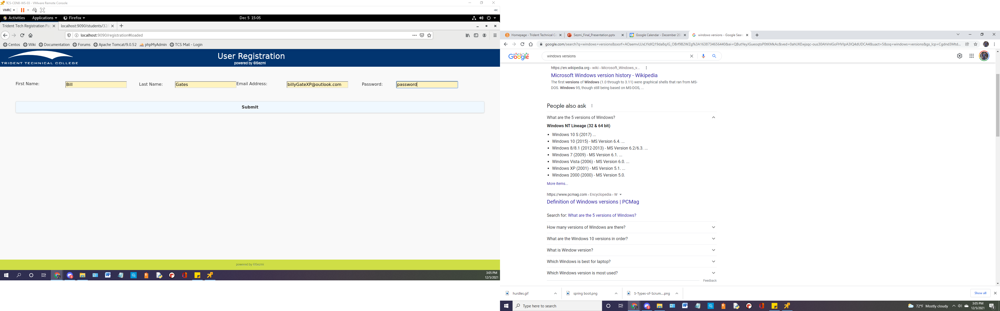 TCS-CEN8-WS-03 - VMware Remote Console
VMRC
Activities Applications Firefox Dec 5 15:05
Trident Tech Registration Pa localhost:9090/students/32/
localhost:9090/registration#loaded
Centos Wiki Documentation Forums Apache Tomcat/9.0.52 phpMyAdmin TCS Mail - Login
TRIDENT TECHNICAL COLLEGE
User Registration
powered by ©Sezmi
First Name: Bill Last Name: Gates Email Address: billyGateXP@outlook.com Password: password
Submit
powered by ©Sezmi
3:05 PM
12/5/2021
Homepage - Trident Technical Co Sezmi_Final_Presentation.pptx Google Calendar - December 202 windows versions - Google Searc
google.com/search?q=windows+versions&sxsrf=AOaemvLUxLYIdIQ19da8qJG_OBrf9B2WZg%3A1638734656440&ei=QButYeyJGueoqtsP0tKMkAc&ved=0ahUKEwjsqc-ous30AhVnlGoFHVIpA3IQ4dUDCA4&uact=5&oq=windows+versions&gs_lcp=Cgdnd3Mtd...
Google windows versions
https://en.wikipedia.org › wiki › Microsoft_Windows_v...
Microsoft Windows version history - Wikipedia
The first versions of Windows (1.0 through to 3.11) were graphical shells that ran from MS-
DOS. Windows 95, though still being based on MS-DOS, ...
People also ask
What are the 5 versions of Windows?
Windows NT Lineage (32 & 64 bit)
• Windows 10 S (2017) ...
• Windows 10 (2015) - MS Version 6.4. ...
• Windows 8/8.1 (2012-2013) - MS Version 6.2/6.3. ...
• Windows 7 (2009) - MS Version 6.1. ...
• Windows Vista (2006) - MS Version 6.0. ...
• Windows XP (2001) - MS Version 5.1. ...
• Windows 2000 (2000) - MS Version 5.0.
More items...
https://www.pcmag.com › Encyclopedia › W
Definition of Windows versions | PCMag
Search for: What are the 5 versions of Windows?
How many versions of Windows are there?
What are the Windows 10 versions in order?
What is Window version?
Which Windows is best for laptop?
Which Windows version is most used?
Feedback
hurdles.gif spring boot.png 5-Types-of-Scrum....png Show all
Type here to search 72°F Mostly cloudy 3:05 PM
12/5/2021